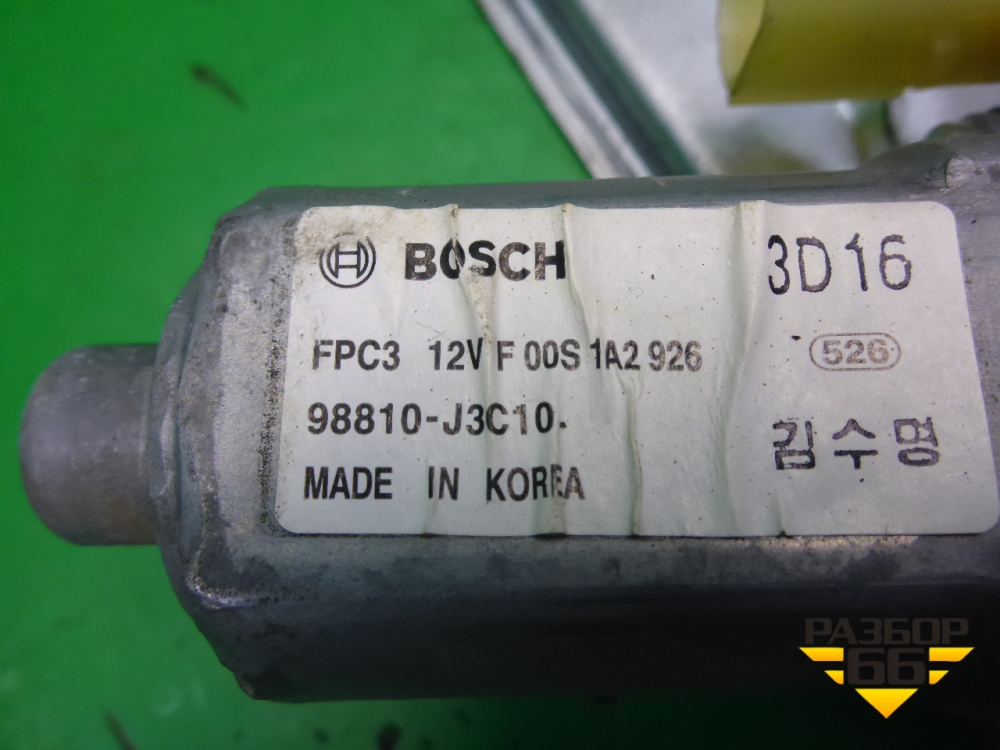 BOSCH
3D16
FPC3 12V F 00S 1A2 926
526
98810-J3C10.
김수명
MADE IN KOREA
РАЗБОР
66